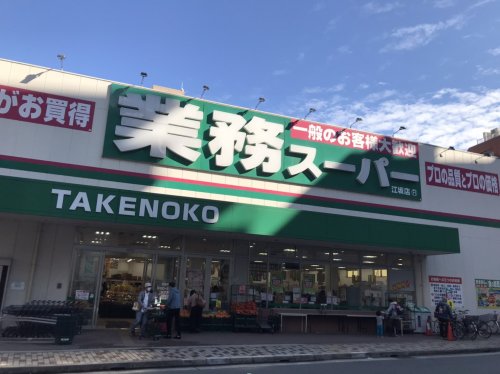 がお買得
一般のお客様大歓迎
業務スーパー
江坂店
プロの品質とプロの価格
TAKENOKO